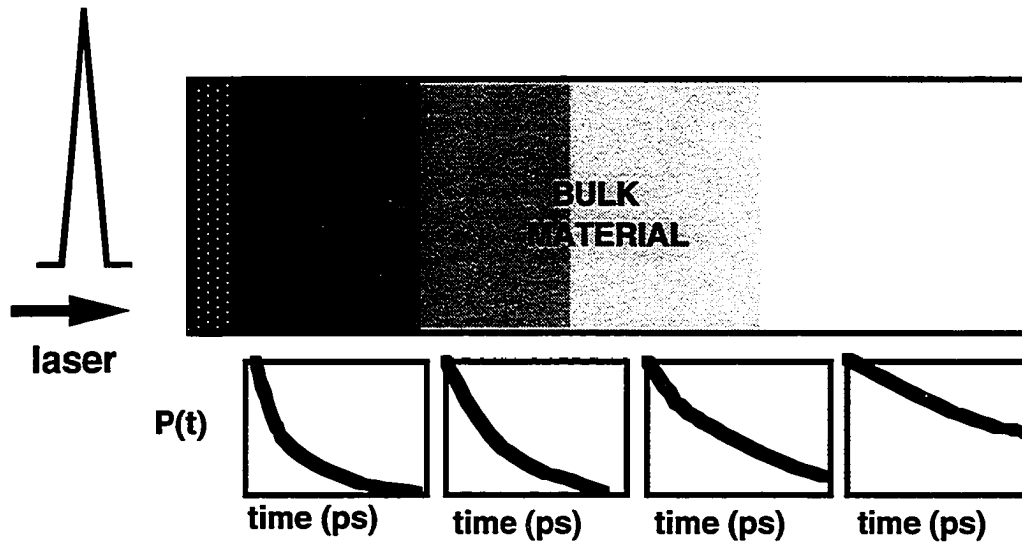 BULK
MATERIAL
laser
P(t)
time (ps)
time (ps)
time (ps)
time (ps)